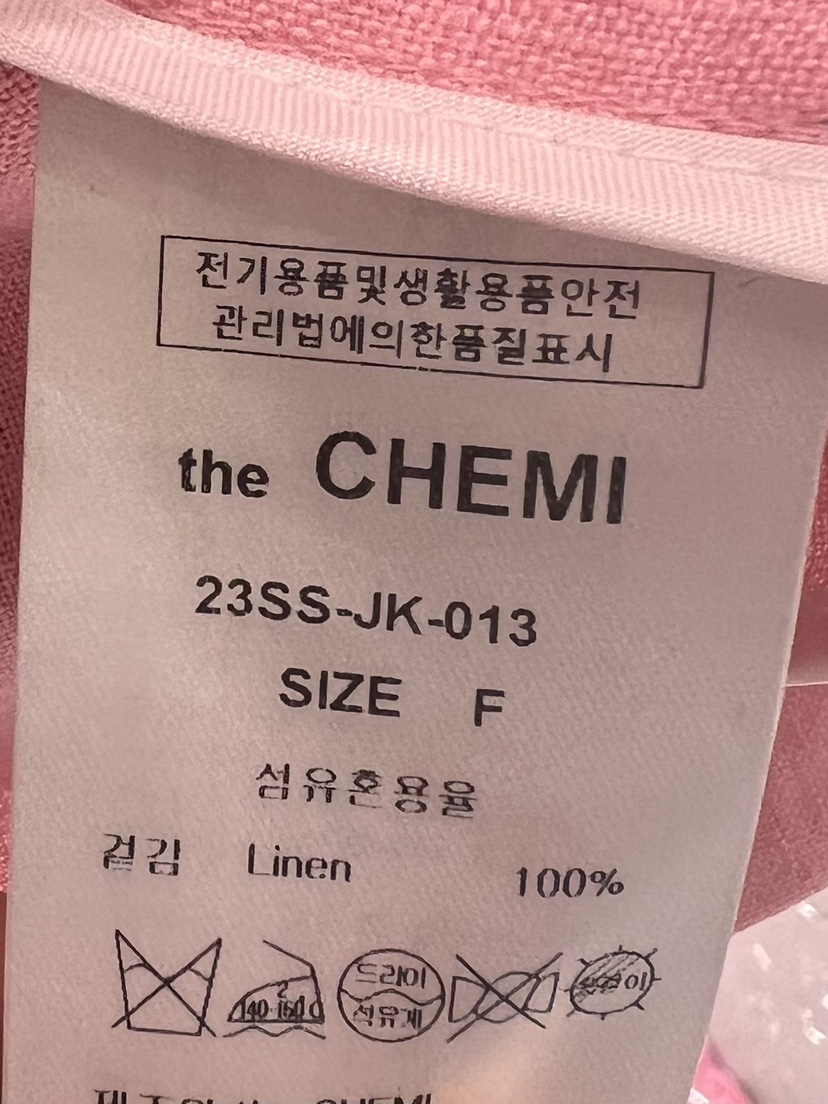 전기용품및생활용품안전
관리법에의한품질표시
the CHEMI
23SS-JK-013
SIZE F
섬유혼용율
겉감 Linen 100%
2
140-160℃
드라이
석유계
CHEMI